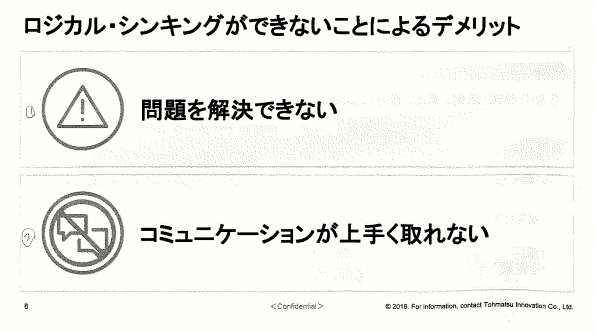 ロジカル・シンキングができないことによるデメリット
①
問題を解決できない
②
コミュニケーションが上手く取れない
8
<Confidential>
© 2018. For information, contact Tohmatsu Innovation Co., Ltd.